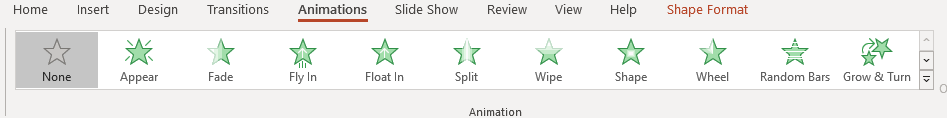 Home Insert Design Transitions Animations Slide Show Review View Help Shape Format
None Appear Fade Fly In Float In Split Wipe Shape Wheel Random Bars Grow & Turn
Animation